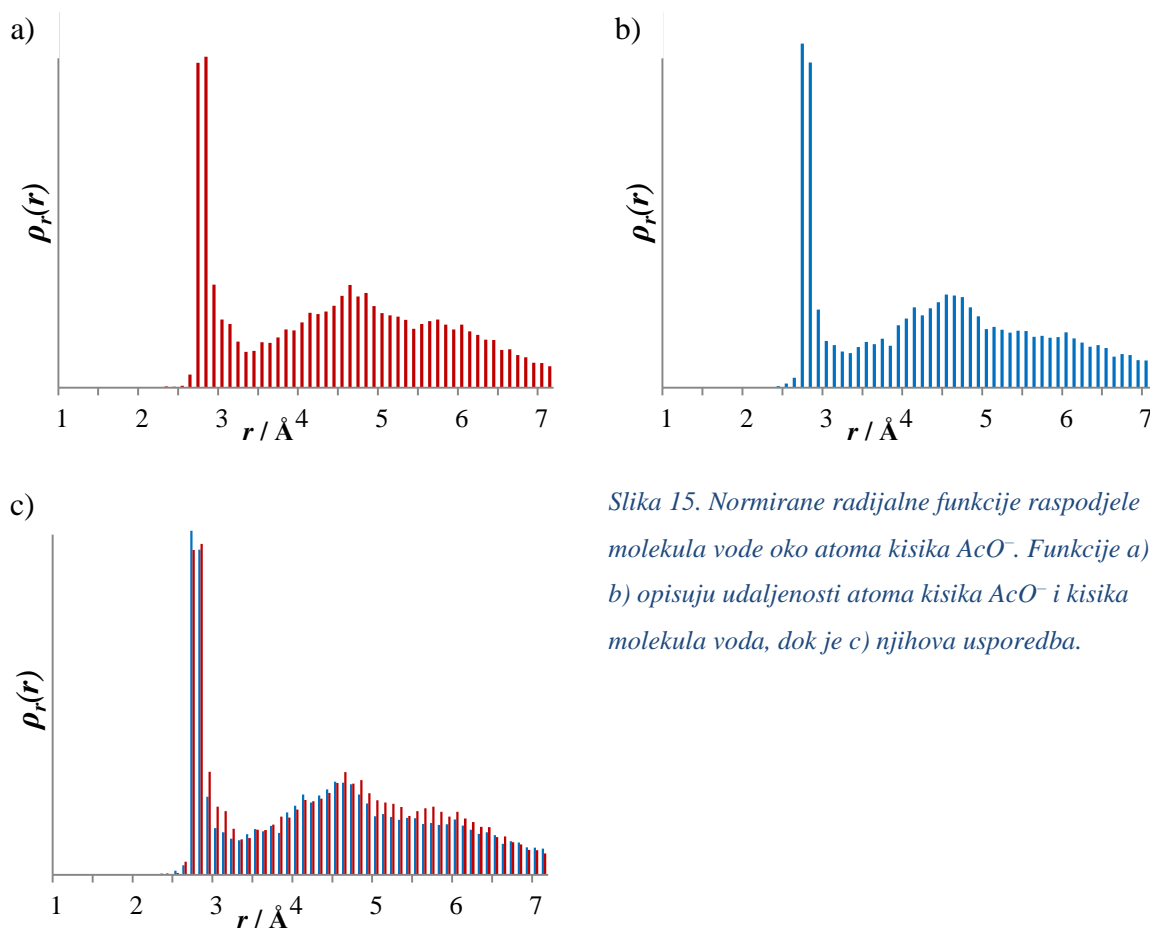 a)
ρr(r)
1 2 3 4 5 6 7
r / Å
b)
ρr(r)
1 2 3 4 5 6 7
r / Å
c)
ρr(r)
1 2 3 4 5 6 7
r / Å
Slika 15. Normirane radijalne funkcije raspodjele
molekula vode oko atoma kisika AcO⁻. Funkcije a)
b) opisuju udaljenosti atoma kisika AcO⁻ i kisika
molekula voda, dok je c) njihova usporedba.